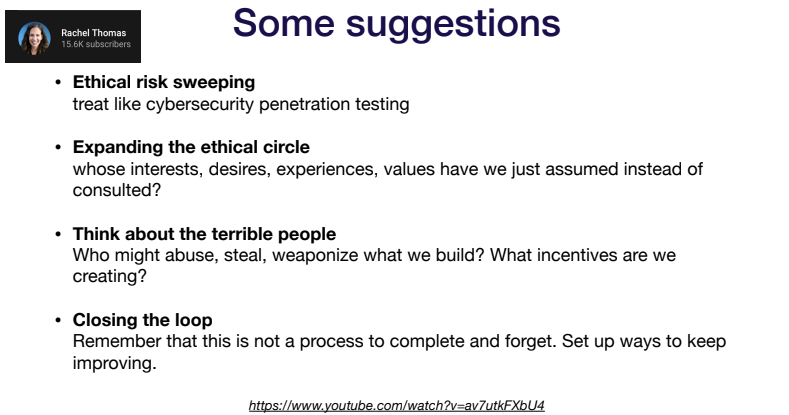 Rachel Thomas
15.6K subscribers
Some suggestions
• Ethical risk sweeping
treat like cybersecurity penetration testing
• Expanding the ethical circle
whose interests, desires, experiences, values have we just assumed instead of
consulted?
• Think about the terrible people
Who might abuse, steal, weaponize what we build? What incentives are we
creating?
• Closing the loop
Remember that this is not a process to complete and forget. Set up ways to keep
improving.
https://www.youtube.com/watch?v=av7utkFXbU4